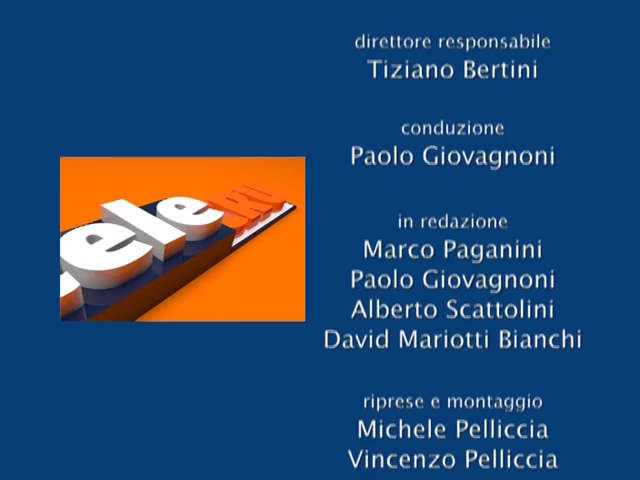 direttore responsabile
Tiziano Bertini
conduzione
Paolo Giovagnoni
in redazione
Marco Paganini
Paolo Giovagnoni
Alberto Scattolini
David Mariotti Bianchi
riprese e montaggio
Michele Pelliccia
Vincenzo Pelliccia
tele